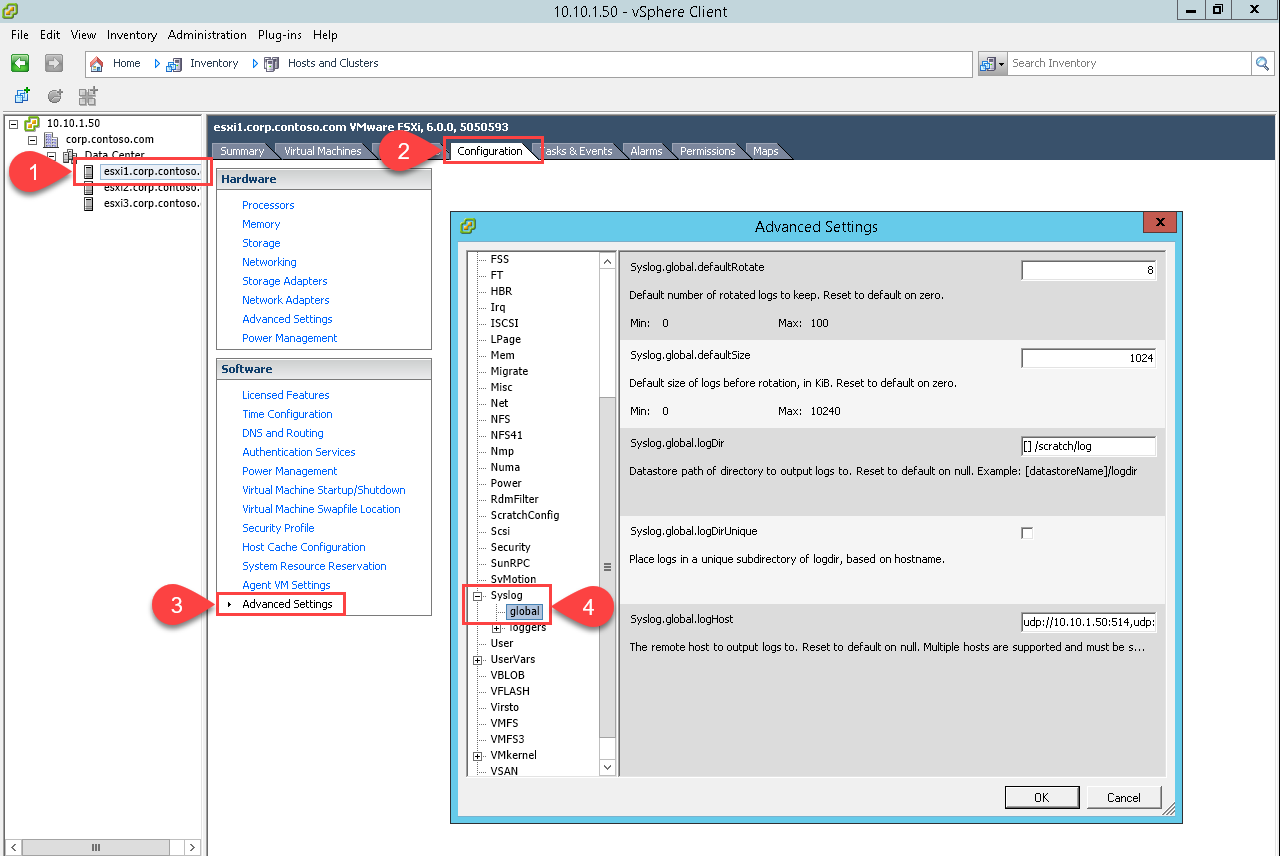 10.10.1.50 - vSphere Client
File Edit View Inventory Administration Plug-ins Help
Home Inventory Hosts and Clusters
Search Inventory
10.10.1.50
corp.contoso.com
Data Center
esxi1.corp.contoso.
esxi2.corp.contoso.
esxi3.corp.contoso.
1
esxi1.corp.contoso.com VMware ESXi, 6.0.0, 5050593
Summary Virtual Machines Configuration Tasks & Events Alarms Permissions Maps
2
Hardware
Processors
Memory
Storage
Networking
Storage Adapters
Network Adapters
Advanced Settings
Power Management
Software
Licensed Features
Time Configuration
DNS and Routing
Authentication Services
Power Management
Virtual Machine Startup/Shutdown
Virtual Machine Swapfile Location
Security Profile
Host Cache Configuration
System Resource Reservation
Agent VM Settings
Advanced Settings
3
Advanced Settings
FSS
FT
HBR
Irq
ISCSI
LPage
Mem
Migrate
Misc
Net
NFS
NFS41
Nmp
Numa
Power
RdmFilter
ScratchConfig
Scsi
Security
SunRPC
SvMotion
Syslog
global
loggers
User
UserVars
VBLOB
VFLASH
Virsto
VMFS
VMFS3
VMkernel
VSAN
4
Syslog.global.defaultRotate 8
Default number of rotated logs to keep. Reset to default on zero.
Min: 0 Max: 100
Syslog.global.defaultSize 1024
Default size of logs before rotation, in KiB. Reset to default on zero.
Min: 0 Max: 10240
Syslog.global.logDir [] /scratch/log
Datastore path of directory to output logs to. Reset to default on null. Example: [datastoreName]/logdir
Syslog.global.logDirUnique
Place logs in a unique subdirectory of logdir, based on hostname.
Syslog.global.logHost udp://10.10.1.50:514,udp:
The remote host to output logs to. Reset to default on null. Multiple hosts are supported and must be s...
OK Cancel